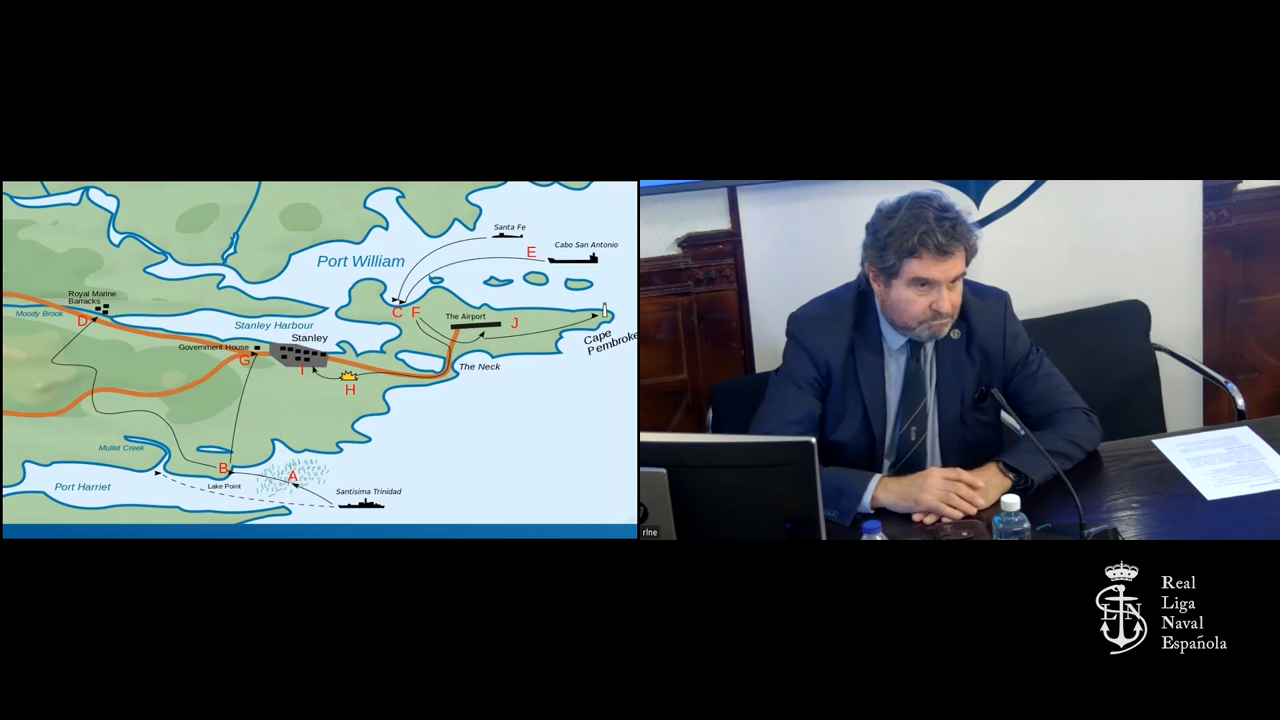 Santa Fe
E
Cabo San Antonio
Port William
Royal Marine
Barracks
Moody Brook
D
C F
The Airport
J
Stanley Harbour
Stanley
Cape
Pembroke
Government House
G
I
H
The Neck
Mullet Creek
B
A
Port Harriet
Lake Point
Santisima Trinidad
rlne
LN
Real
Liga
Naval
Española